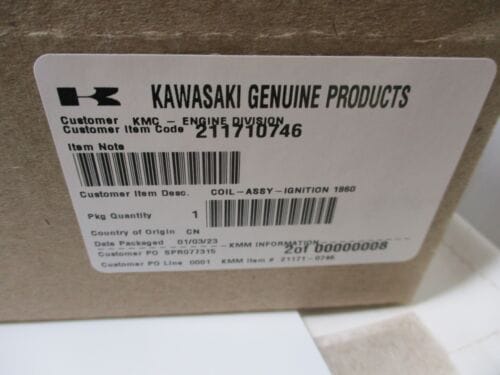 KAWASAKI GENUINE PRODUCTS
Customer KMC - ENGINE DIVISION
Customer Item Code 211710746
Item Note
Customer Item Desc. COIL-ASSY-IGNITION 1860
Pkg Quantity 1
Country of Origin CN
Date Packaged 01/03/23 ---KMM INFORMATION--- 2of 00000008
Customer PO SPR077315
Customer PO Line 0001 - KMM Item # 21171-0746